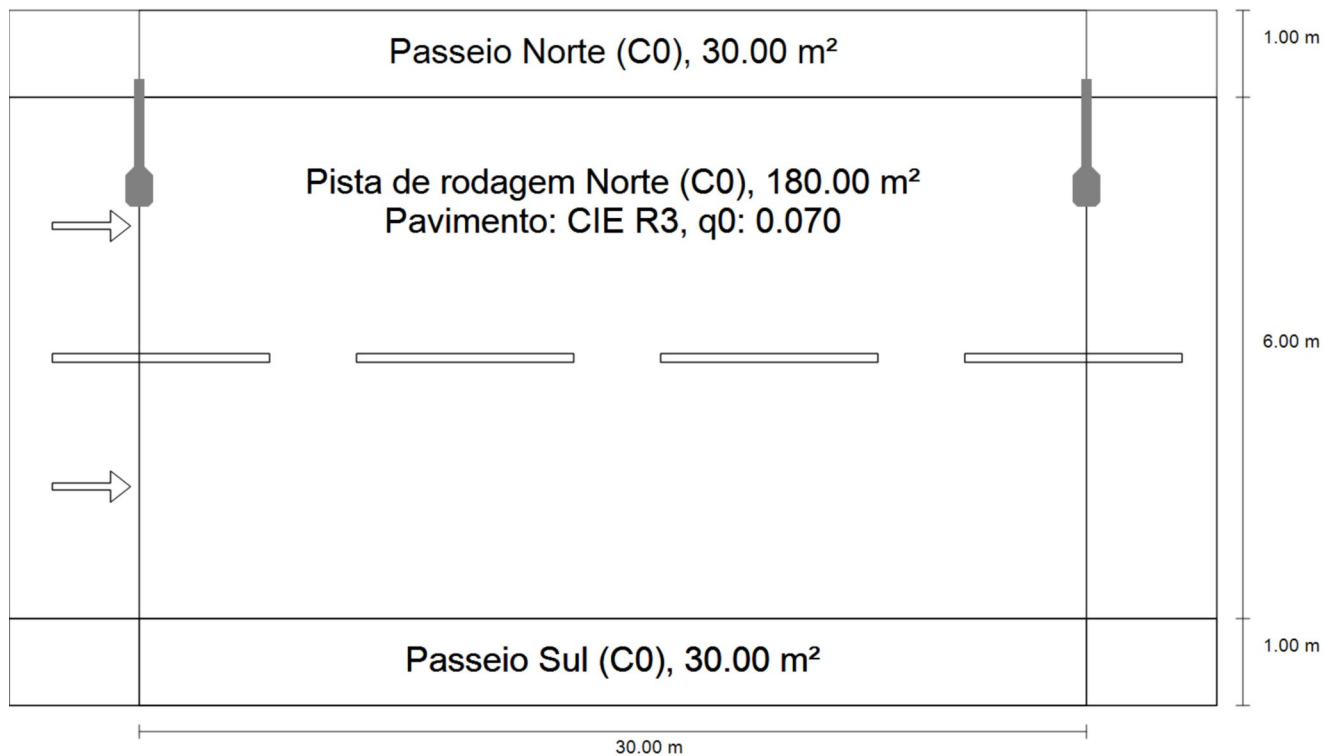 Passeio Norte (C0), 30.00 m²
1.00 m
Pista de rodagem Norte (C0), 180.00 m²
Pavimento: CIE R3, q0: 0.070
6.00 m
Passeio Sul (C0), 30.00 m²
1.00 m
30.00 m